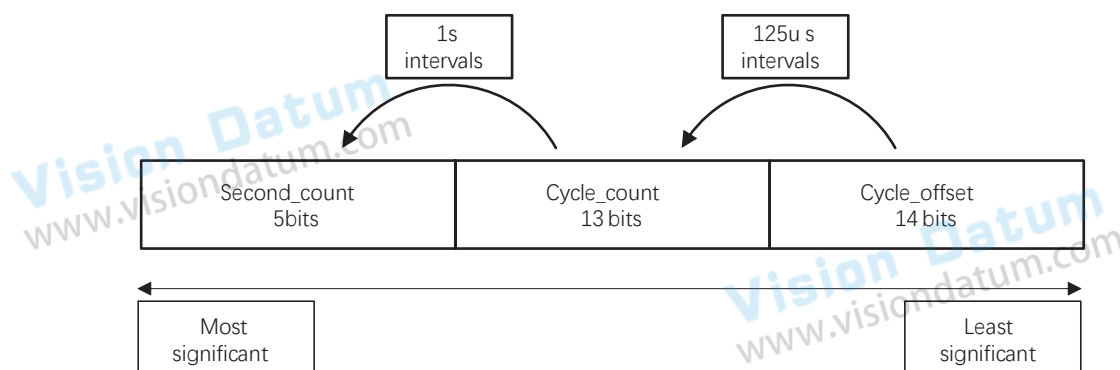 1s
intervals
125u s
intervals
Second_count
5bits
Cycle_count
13 bits
Cycle_offset
14 bits
Most
significant
Least
significant
Vision Datum
www.visiondatum.com
Vision Datum
www.visiondatum.com